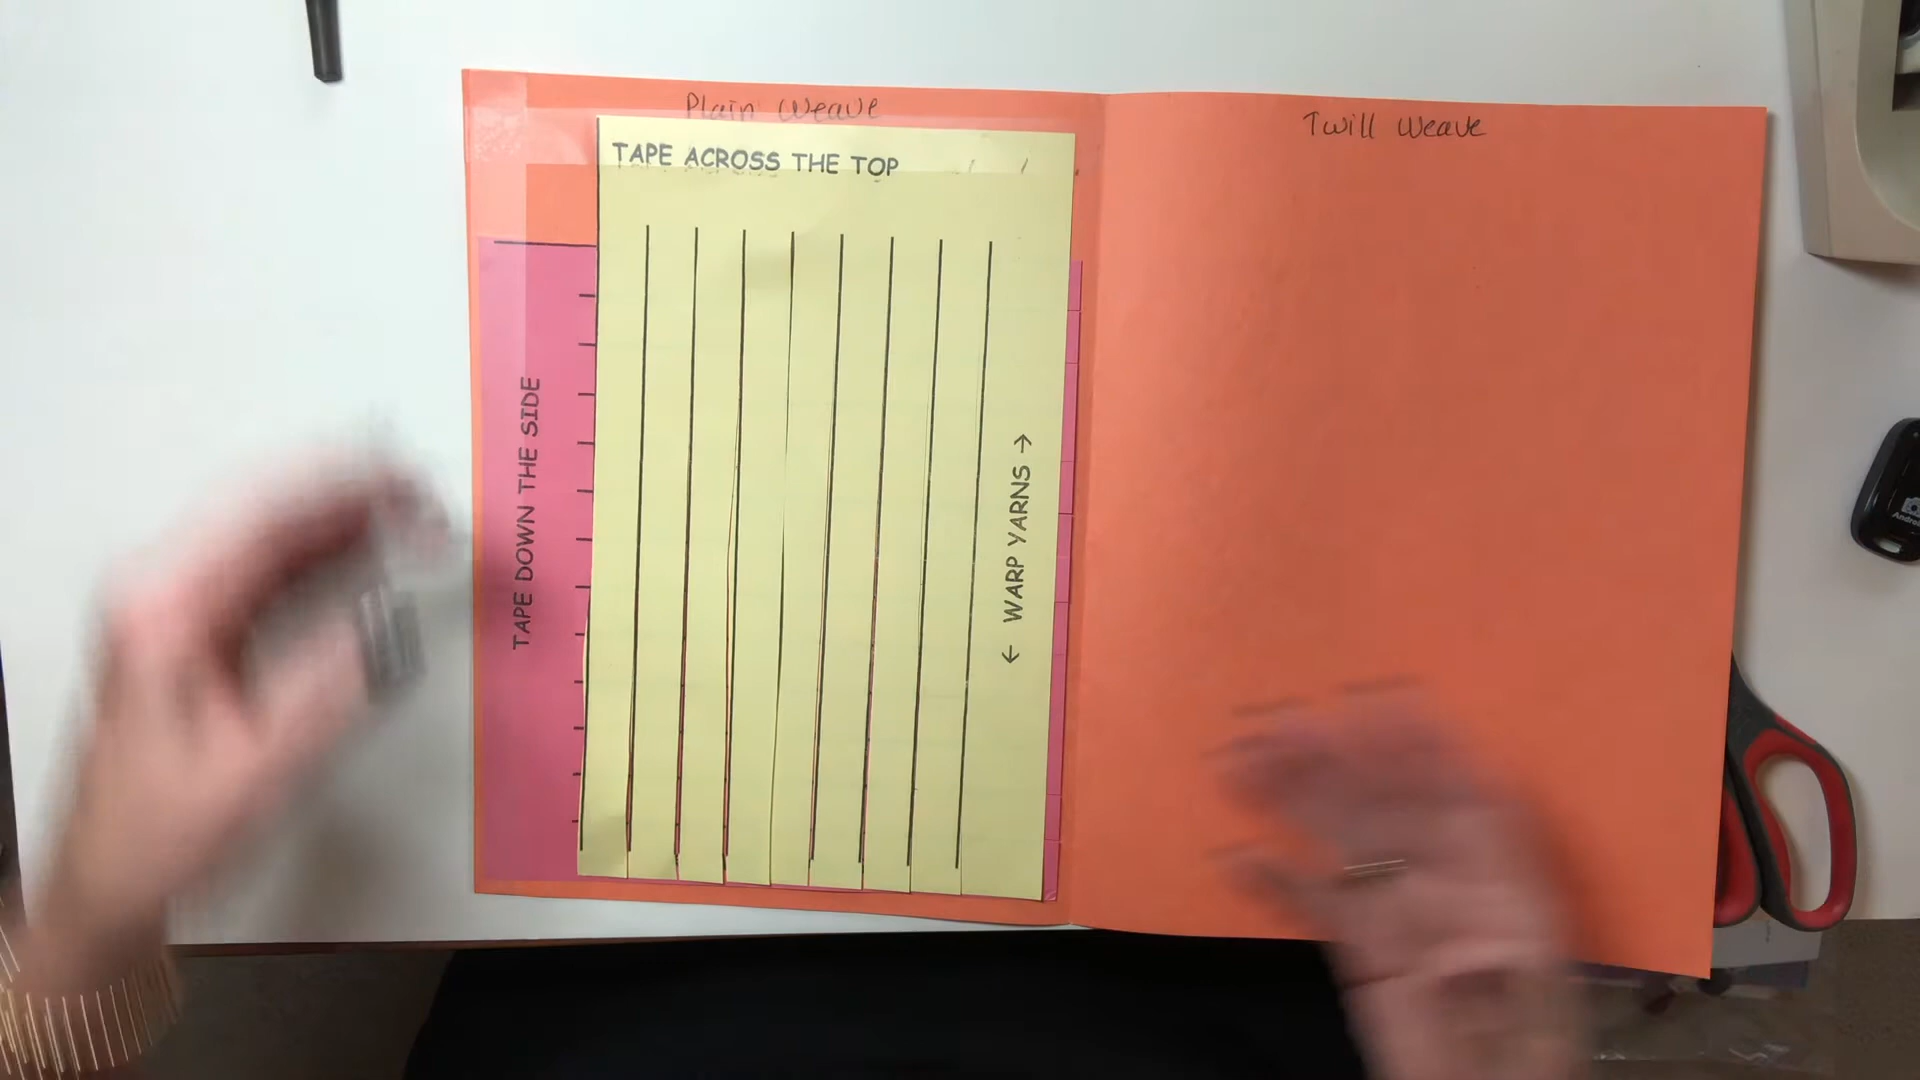 Plain Weave
Twill Weave
TAPE ACROSS THE TOP
TAPE DOWN THE SIDE
← WARP YARNS →